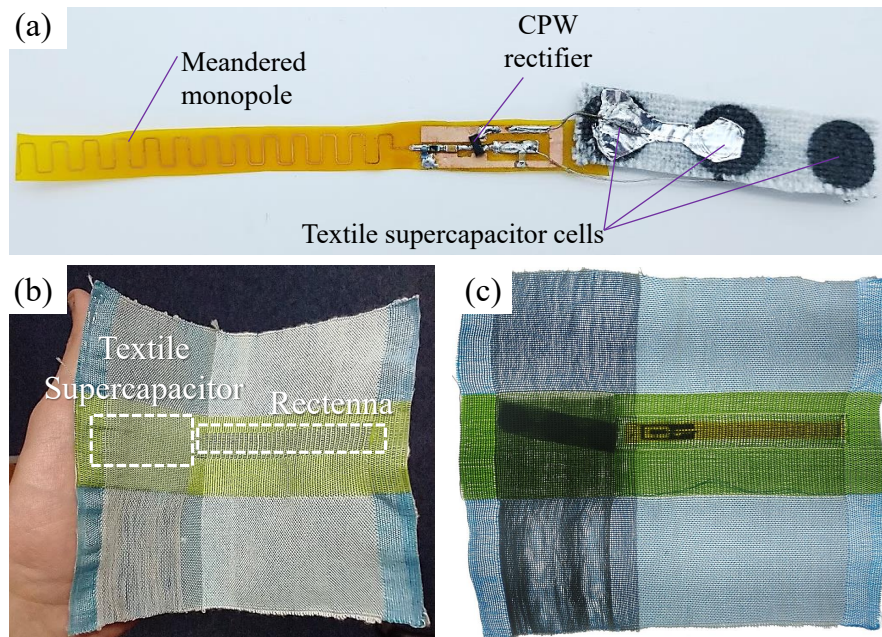 (a)
Meandered
monopole
CPW
rectifier
Textile supercapacitor cells
(b)
Textile
Supercapacitor
Rectenna
(c)